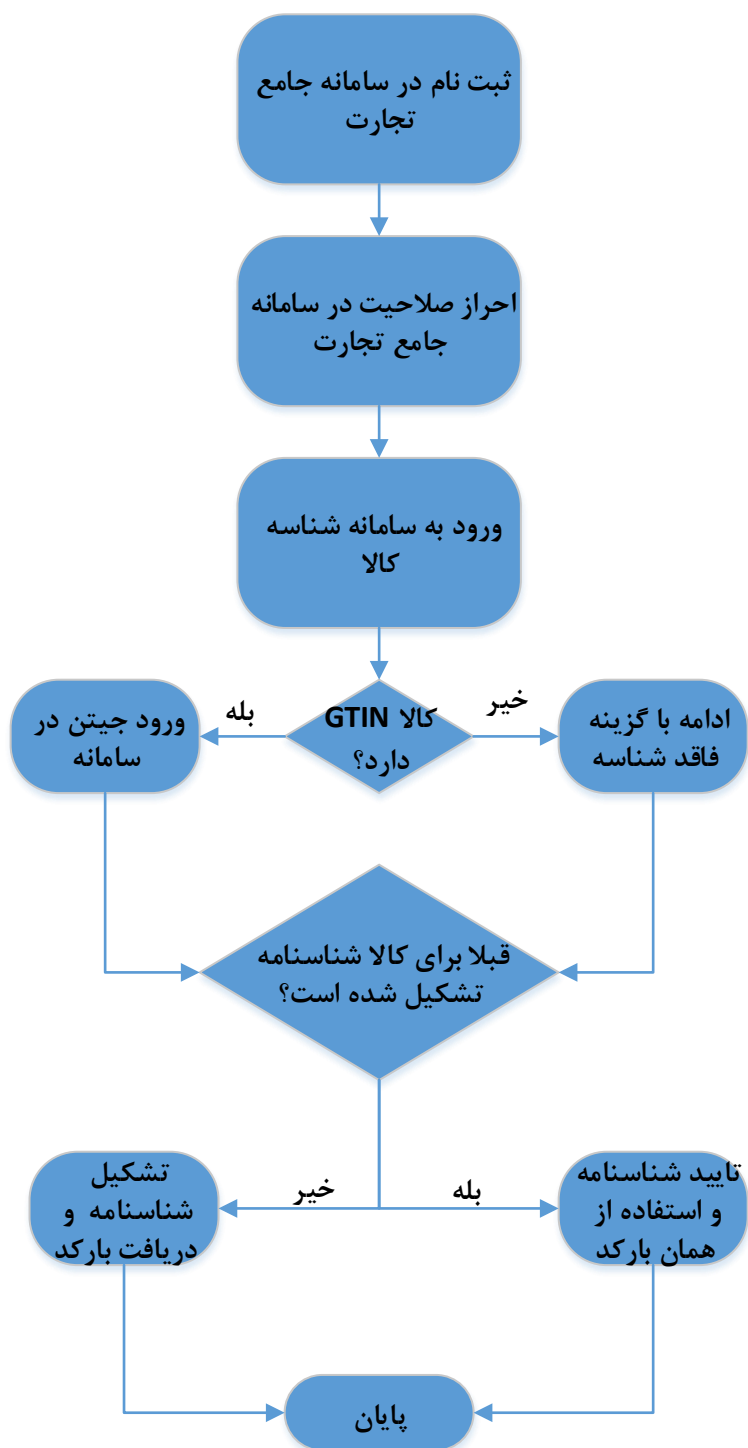 ثبت نام در سامانه جامع
تجارت
احراز صلاحیت در سامانه
جامع تجارت
ورود به سامانه شناسه
کالا
کالا GTIN
دارد؟
خیر
بله
ادامه با گزینه
فاقد شناسه
ورود جیتن در
سامانه
قبلا برای کالا شناسنامه
تشکیل شده است؟
بله
خیر
تایید شناسنامه
و استفاده از
همان بارکد
تشکیل
شناسنامه و
دریافت بارکد
پایان